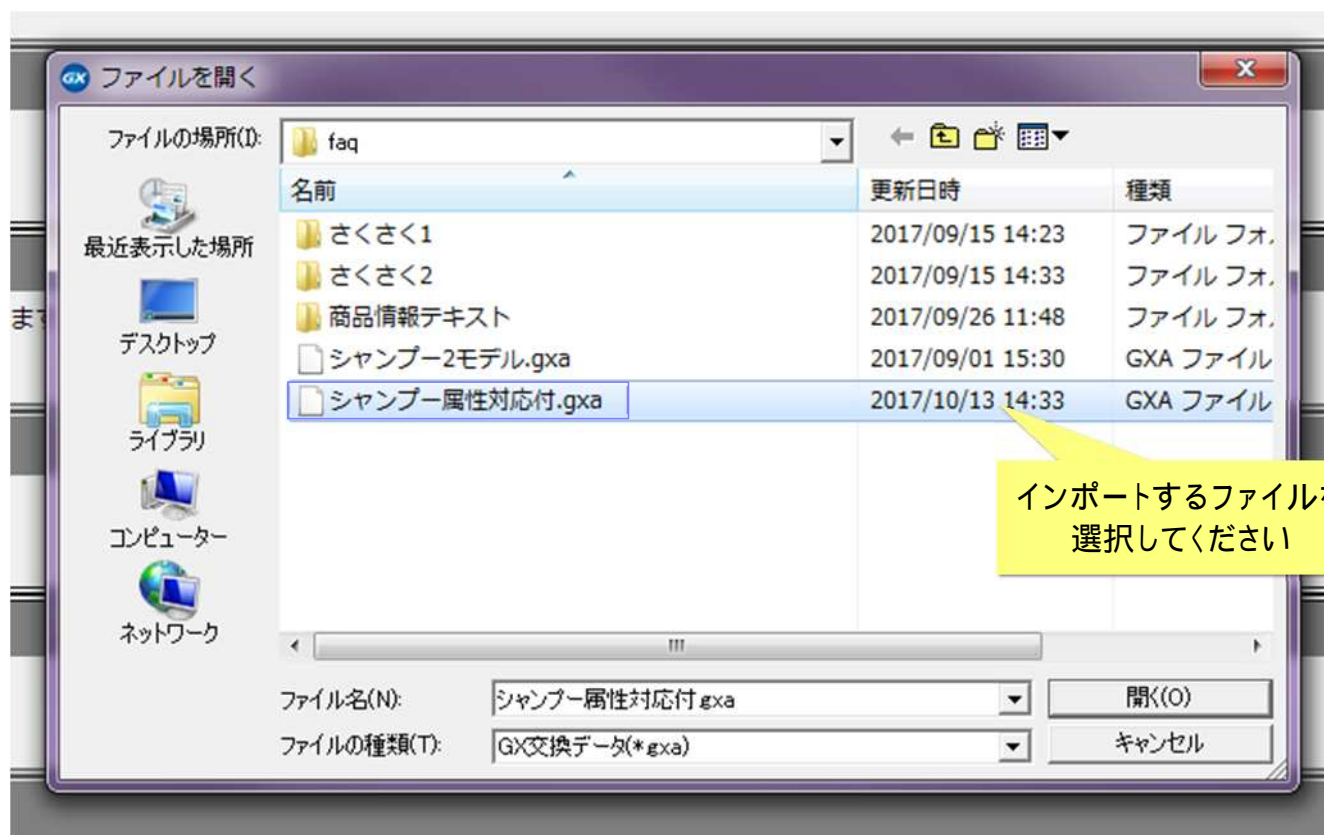 GX ファイルを開く
x
ファイルの場所(I): faq
名前 更新日時 種類
さくさく1 2017/09/15 14:23 ファイル フォ
さくさく2 2017/09/15 14:33 ファイル フォ
商品情報テキスト 2017/09/26 11:48 ファイル フォ
シャンプー2モデル.gxa 2017/09/01 15:30 GXA ファイル
シャンプー属性対応付.gxa 2017/10/13 14:33 GXA ファイル
最近表示した場所
デスクトップ
ライブラリ
コンピューター
ネットワーク
ます
インポートするファイルを
選択してください
ファイル名(N): シャンプー属性対応付.gxa 開く(O)
ファイルの種類(T): GX交換データ(*.gxa) キャンセル